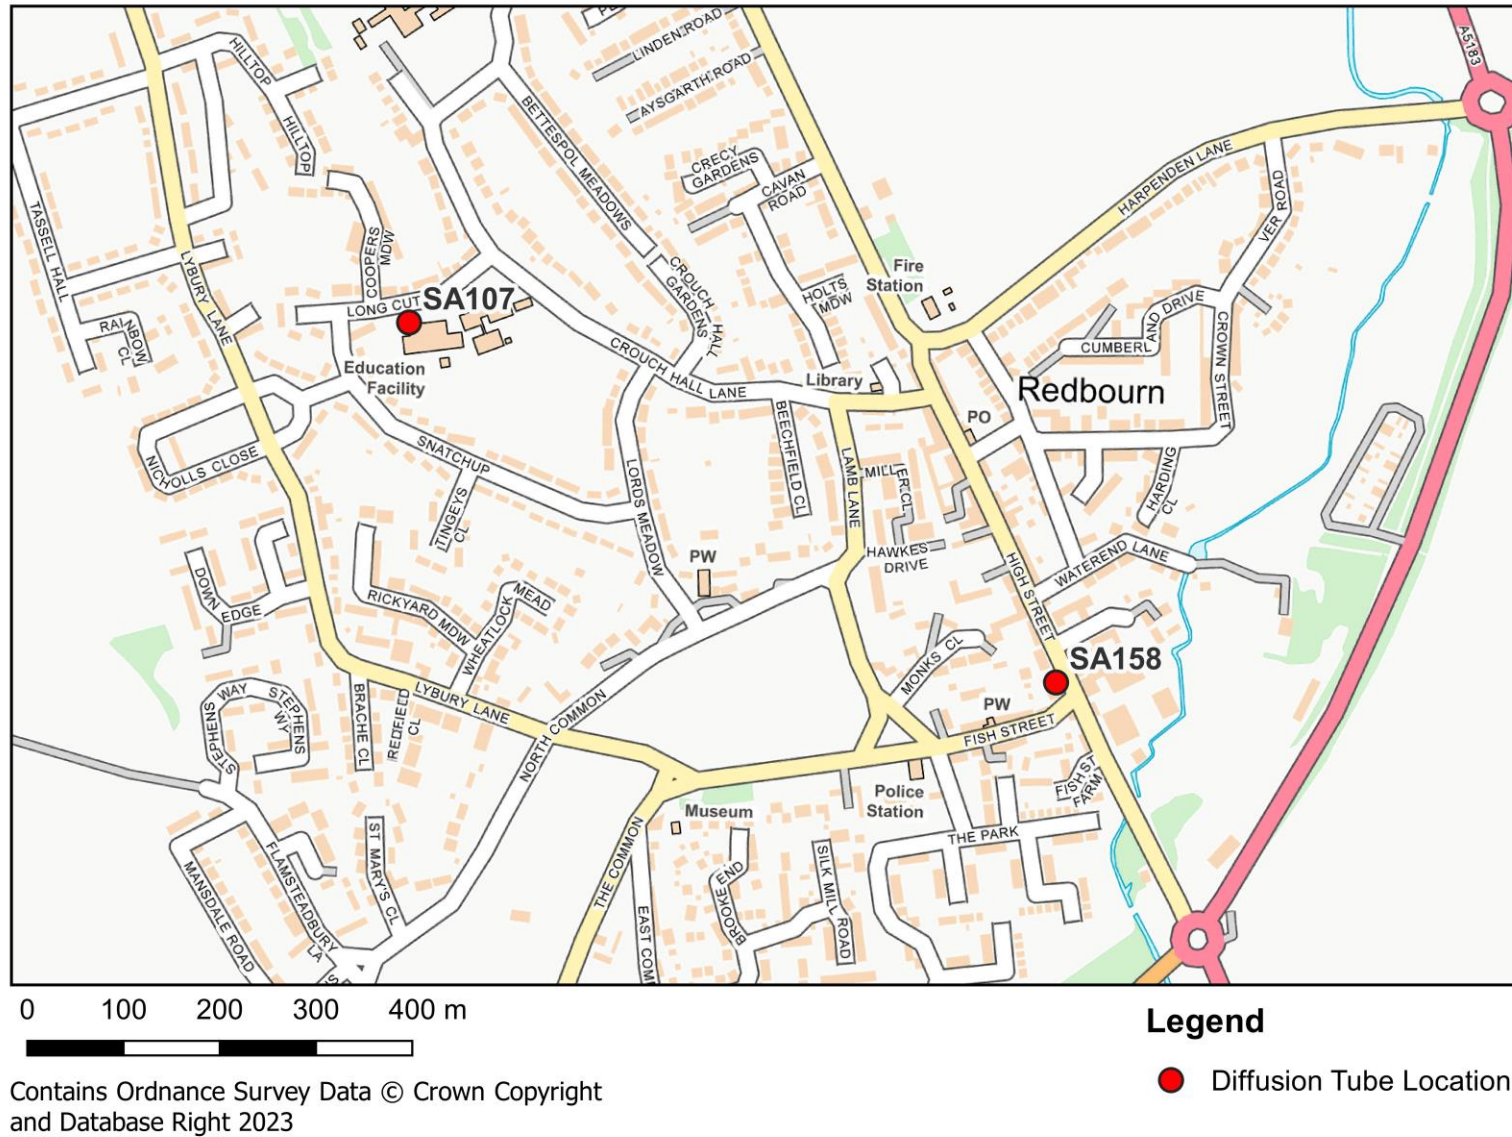 A5183
LINDEN ROAD
AYSGARTH ROAD
HILLTOP
HILLTOP
BETTESPOL MEADOWS
CRECY
GARDENS
CAVAN
ROAD
HARPENDEN LANE
VER ROAD
TASSELL HALL
LYBURY LANE
COOPERS
MDW
CROUCH HALL
GARDENS
HOLTS
MDW
Fire
Station
LONG CUT
SA107
RAINBOW
CL
CUMBERLAND DRIVE
CROWN STREET
Education
Facility
CROUCH HALL LANE
Library
Redbourn
PO
NICHOLLS CLOSE
SNATCHUP
TINGEYS
CL
LORDS MEADOW
BEECHFIELD CL
LAMB LANE
MILLER CL
HARDING
CL
HAWKES
DRIVE
HIGH STREET
WATEREND LANE
PW
DOWN EDGE
RICKYARD MDW
WHEATLOCK MEAD
MONKS CL
SA158
STEPHENS WAY
STEPHENS
WY
BRACHE CL
REDFIELD
CL
LYBURY LANE
NORTH COMMON
PW
FISH STREET
FISH ST
FARM
Police
Station
Museum
THE PARK
THE COMMON
ST MARY'S CL
FLAMSTEADBURY
LA
MANSDALE ROAD
EAST COM
BROOKE END
SILK MILL ROAD
0 100 200 300 400 m
Legend
Diffusion Tube Location
Contains Ordnance Survey Data © Crown Copyright
and Database Right 2023